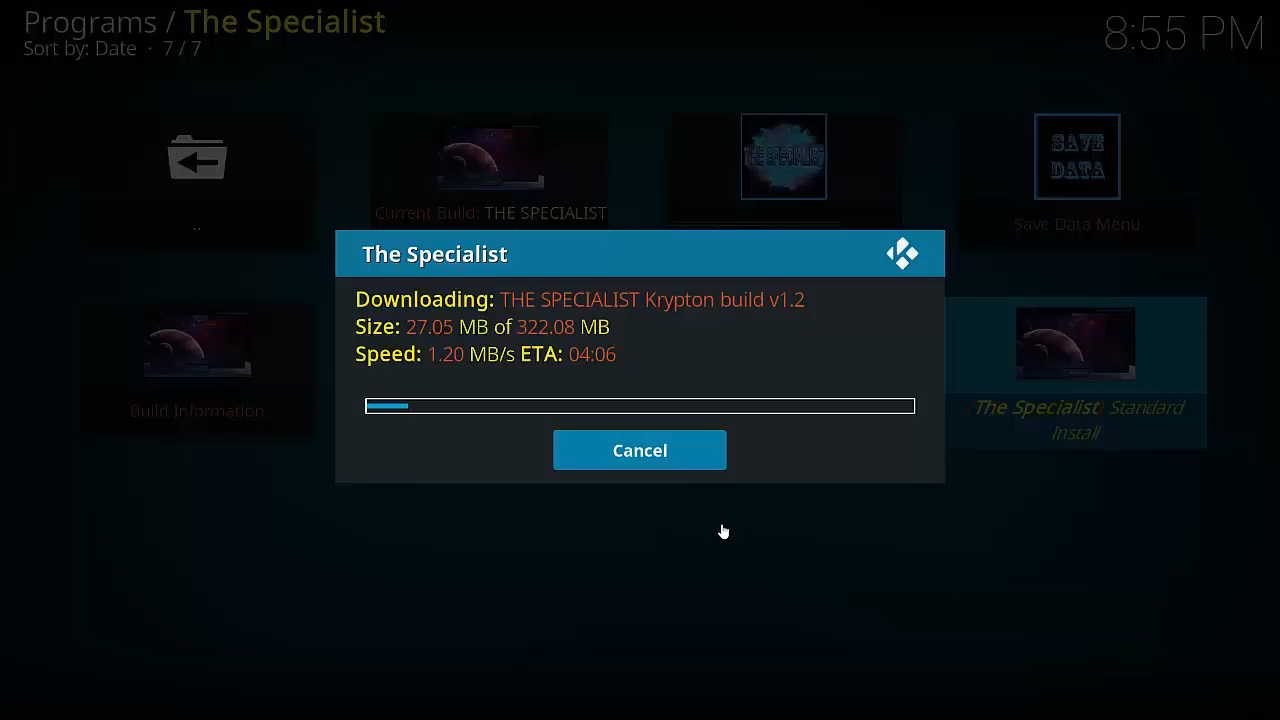 Programs / The Specialist
Sort by: Date · 7 / 7
8:55 PM
THE SPECIALIST
SAVE
DATA
Current Build: THE SPECIALIST
..
Save Data Menu
The Specialist
Downloading: THE SPECIALIST Krypton build v1.2
Size: 27.05 MB of 322.08 MB
Speed: 1.20 MB/s ETA: 04:06
Cancel
Build Information
(The Specialist) Standard
Install